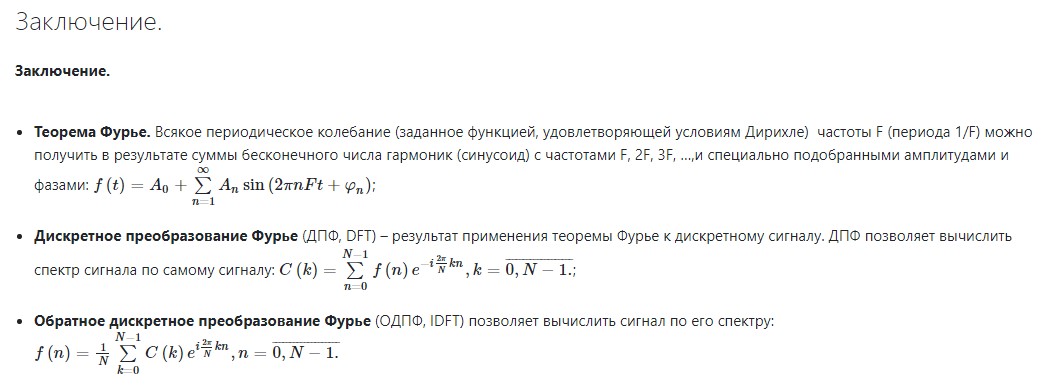 Заключение.
Заключение.
• Теорема Фурье. Всякое периодическое колебание (заданное функцией, удовлетворяющей условиям Дирихле)  частоты F (периода 1/F) можно
получить в результате суммы бесконечного числа гармоник (синусоид) с частотами F, 2F, 3F, ...,и специально подобранными амплитудами и
фазами: $f(t) = A_0 + \sum_{n=1}^{\infty} A_n \sin(2\pi nFt + \varphi_n)$;
• Дискретное преобразование Фурье (ДПФ, DFT) – результат применения теоремы Фурье к дискретному сигналу. ДПФ позволяет вычислить
спектр сигнала по самому сигналу: $C(k) = \sum_{n=0}^{N-1} f(n) e^{-i\frac{2\pi}{N}kn}, k = \overline{0, N-1.}$;
• Обратное дискретное преобразование Фурье (ОДПФ, IDFT) позволяет вычислить сигнал по его спектру:
$f(n) = \frac{1}{N} \sum_{k=0}^{N-1} C(k) e^{i\frac{2\pi}{N}kn}, n = \overline{0, N-1.}$